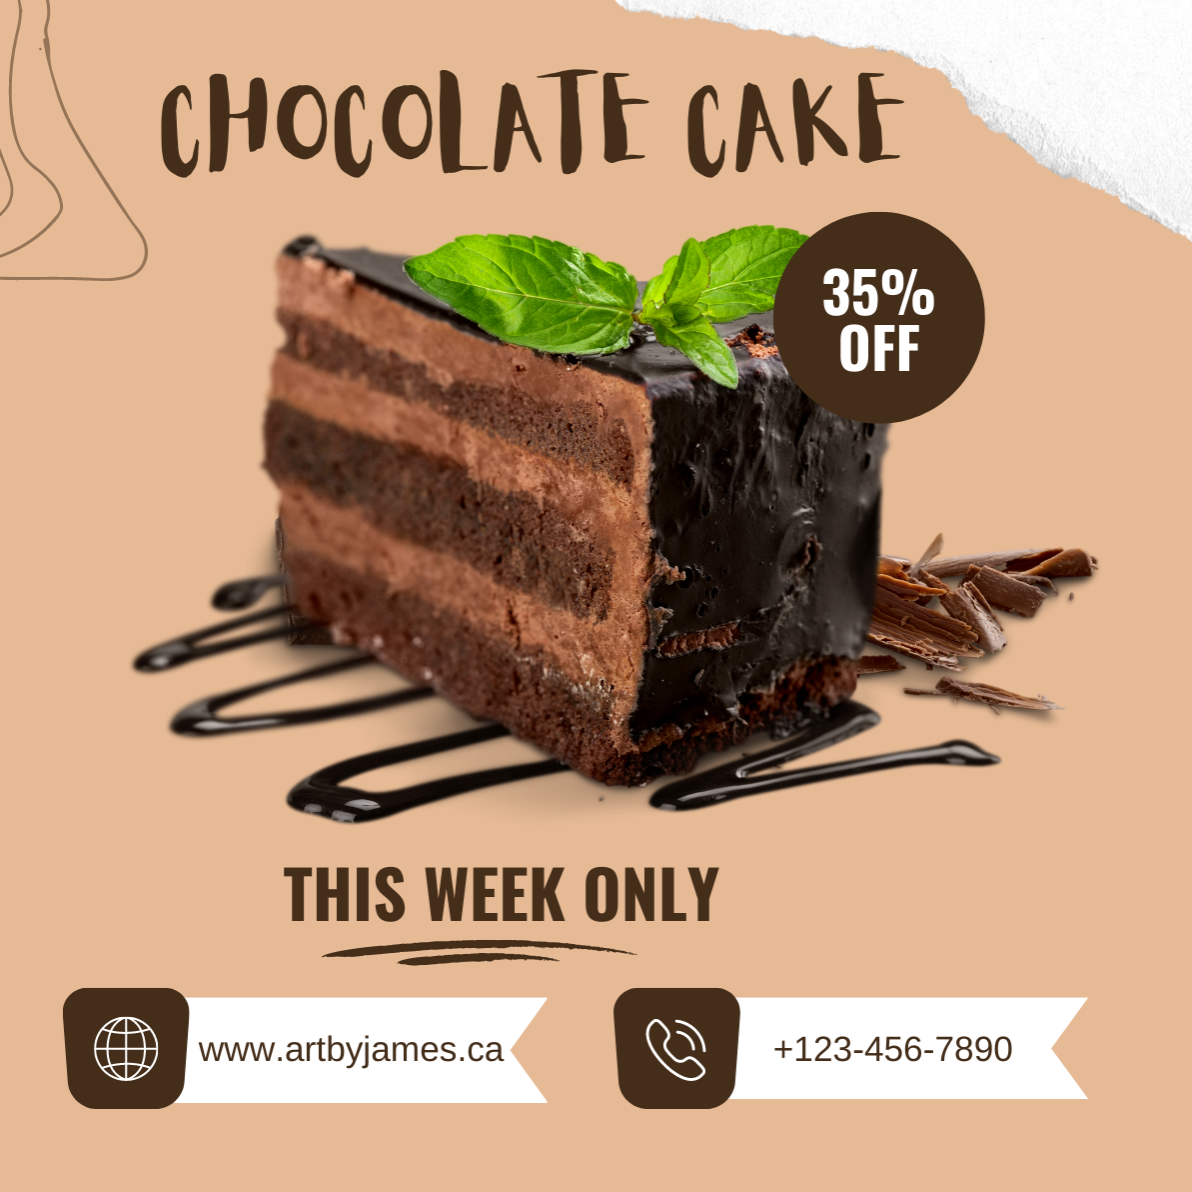 CHOCOLATE CAKE
35%
OFF
THIS WEEK ONLY
www.artbyjames.ca
+123-456-7890